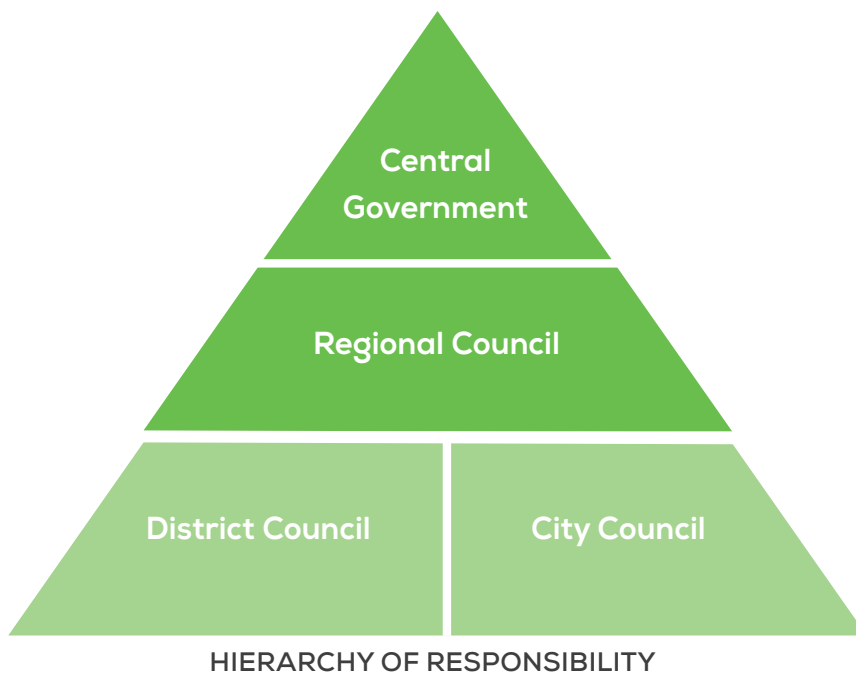 Central
Government
Regional Council
District Council
City Council
HIERARCHY OF RESPONSIBILITY